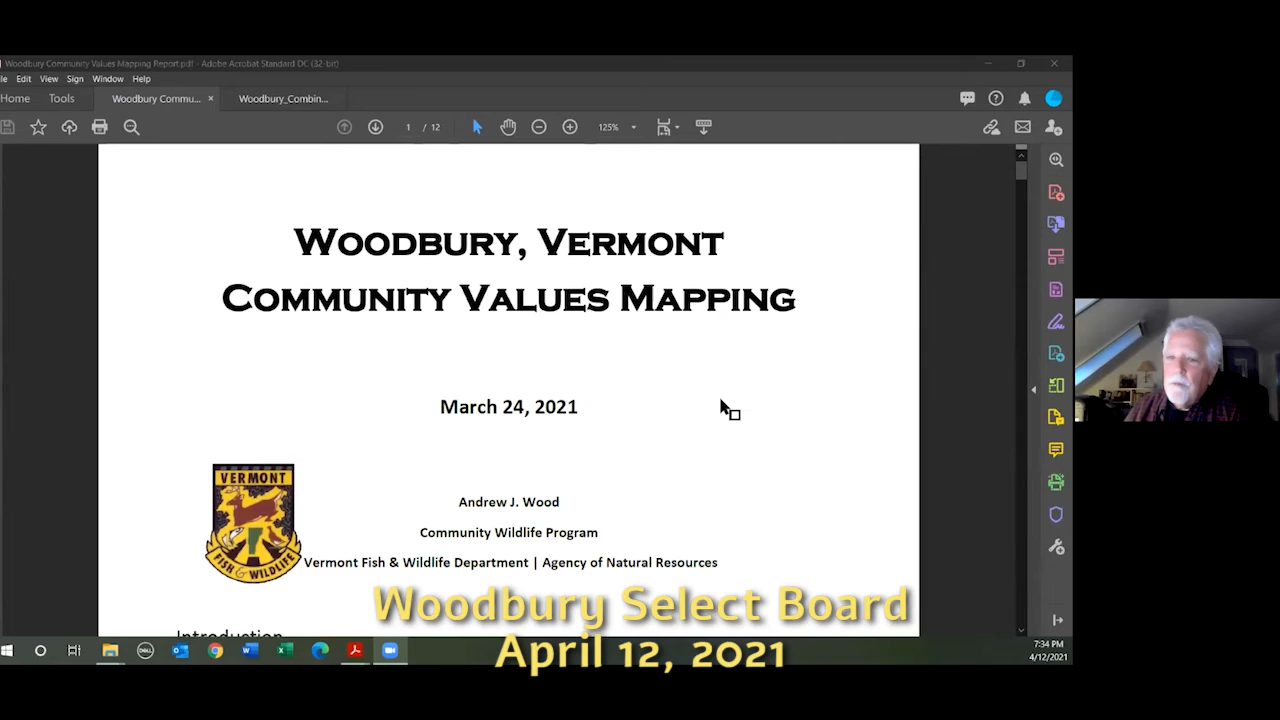 Woodbury Community Values Mapping Report.pdf - Adobe Acrobat Standard DC (32-bit)
Edit View Sign Window Help
Home Tools Woodbury Commu... × Woodbury_Combin...
1 / 12 125%
WOODBURY, VERMONT
COMMUNITY VALUES MAPPING
March 24, 2021
VERMONT
FISH & WILDLIFE
Andrew J. Wood
Community Wildlife Program
Vermont Fish & Wildlife Department | Agency of Natural Resources
Introduction
Woodbury Select Board
April 12, 2021
DELL
7:34 PM
4/12/2021